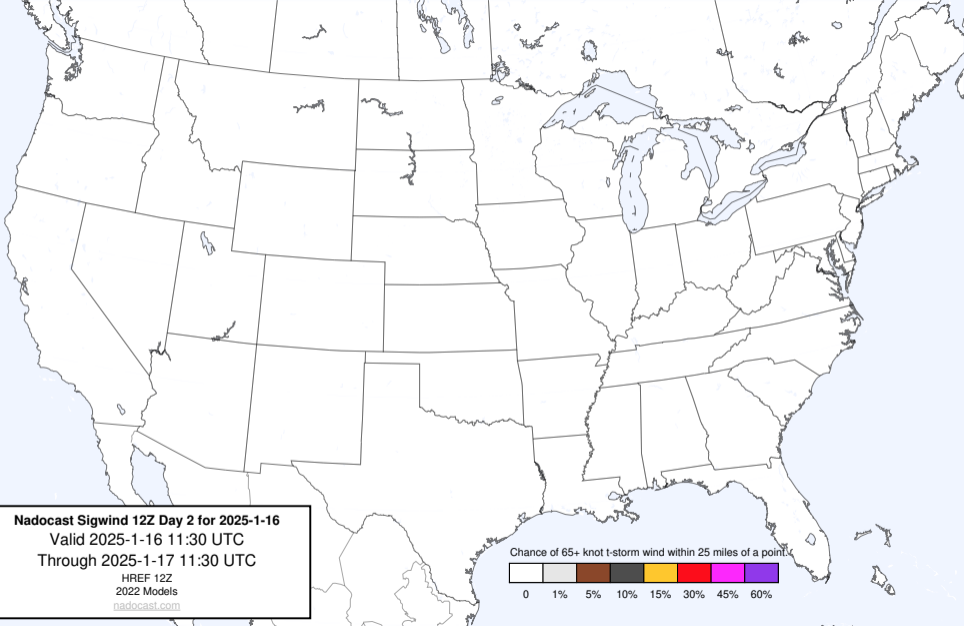 Nadocast Sigwind 12Z Day 2 for 2025-1-16
Valid 2025-1-16 11:30 UTC
Through 2025-1-17 11:30 UTC
HREF 12Z
2022 Models
nadocast.com
Chance of 65+ knot t-storm wind within 25 miles of a point.
0 1% 5% 10% 15% 30% 45% 60%